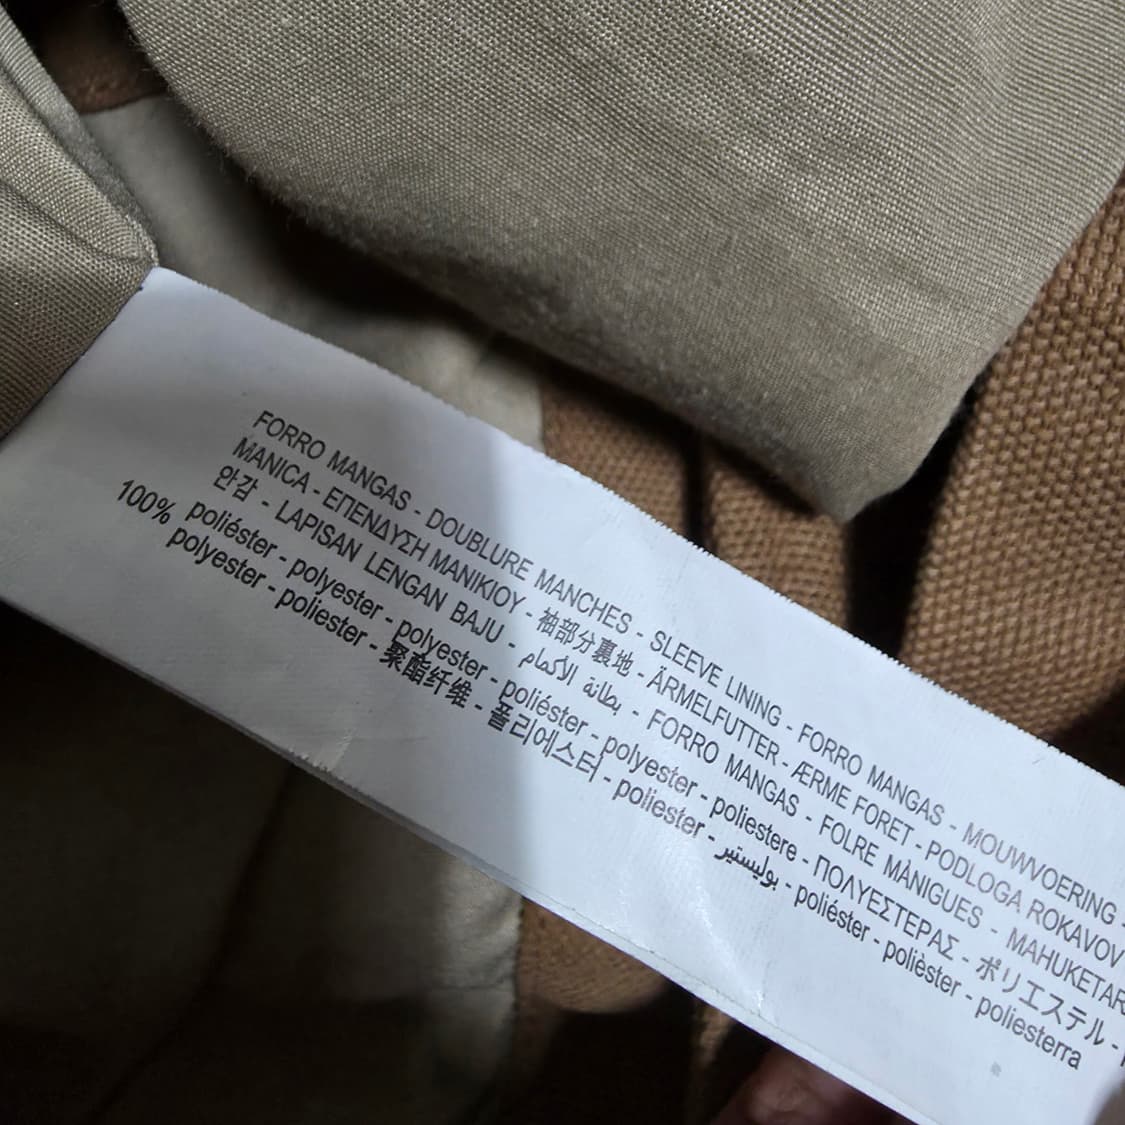 FORRO MANGAS - DOUBLURE MANCHES - SLEEVE LINING - FORRO MANGAS - MOUWVOERING -
MANICA - ΕΠΕΝΔΥΣΗ ΜΑΝΙΚΙΟΥ - 袖部分裏地 - ÄRMELFUTTER - ÆRME FORET - PODLOGA ROKAVOV
안감 - LAPISAN LENGAN BAJU - بطانة الأكمام - FORRO MANGAS - FOLRE MÀNIGUES - MAHUKETAR
100% poliéster - polyester - polyester - poliéster - polyester - poliestere - ΠΟΛΥΕΣΤΕΡΑΣ - ポリエステル -
polyester - poliester - 聚酯纤维 - 폴리에스터 - poliester - بوليستير - poliéster - polièster - poliesterra